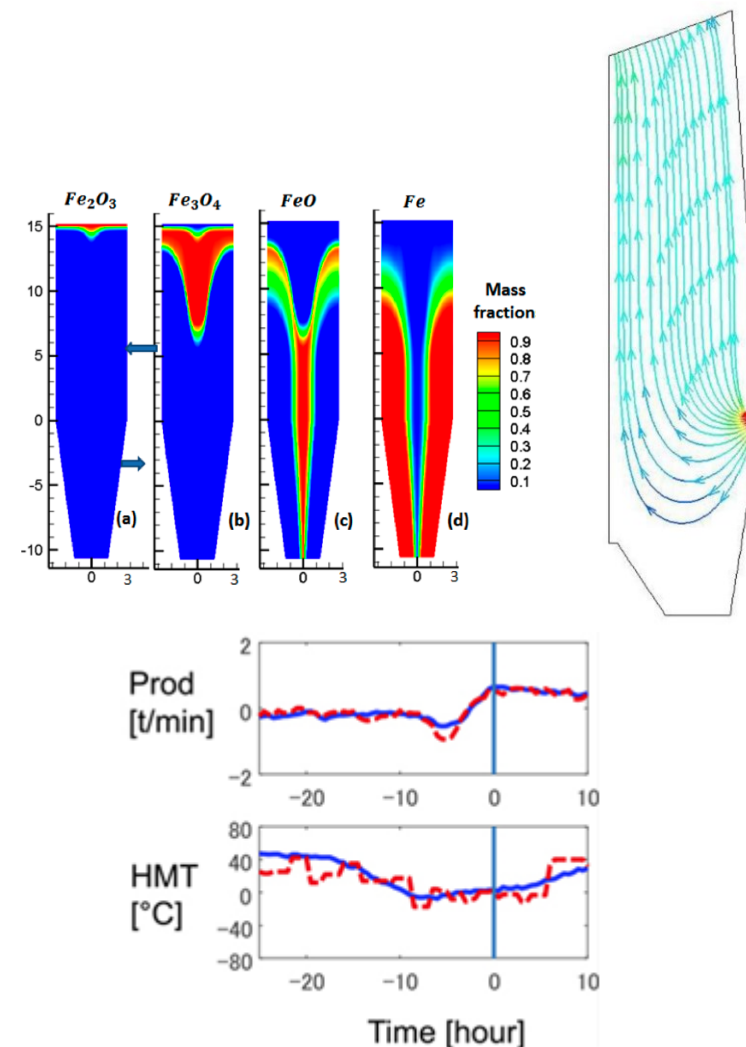 Fe₂O₃ Fe₃O₄ FeO Fe
15
10
5
0
-5
-10
(a) (b) (c) (d)
0 3 0 3 0 3 0 3
Mass
fraction
0.9
0.8
0.7
0.6
0.5
0.4
0.3
0.2
0.1
Prod
[t/min]
2
0
-2
-20 -10 0 10
HMT
[°C]
80
40
0
-40
-80
-20 -10 0 10
Time [hour]